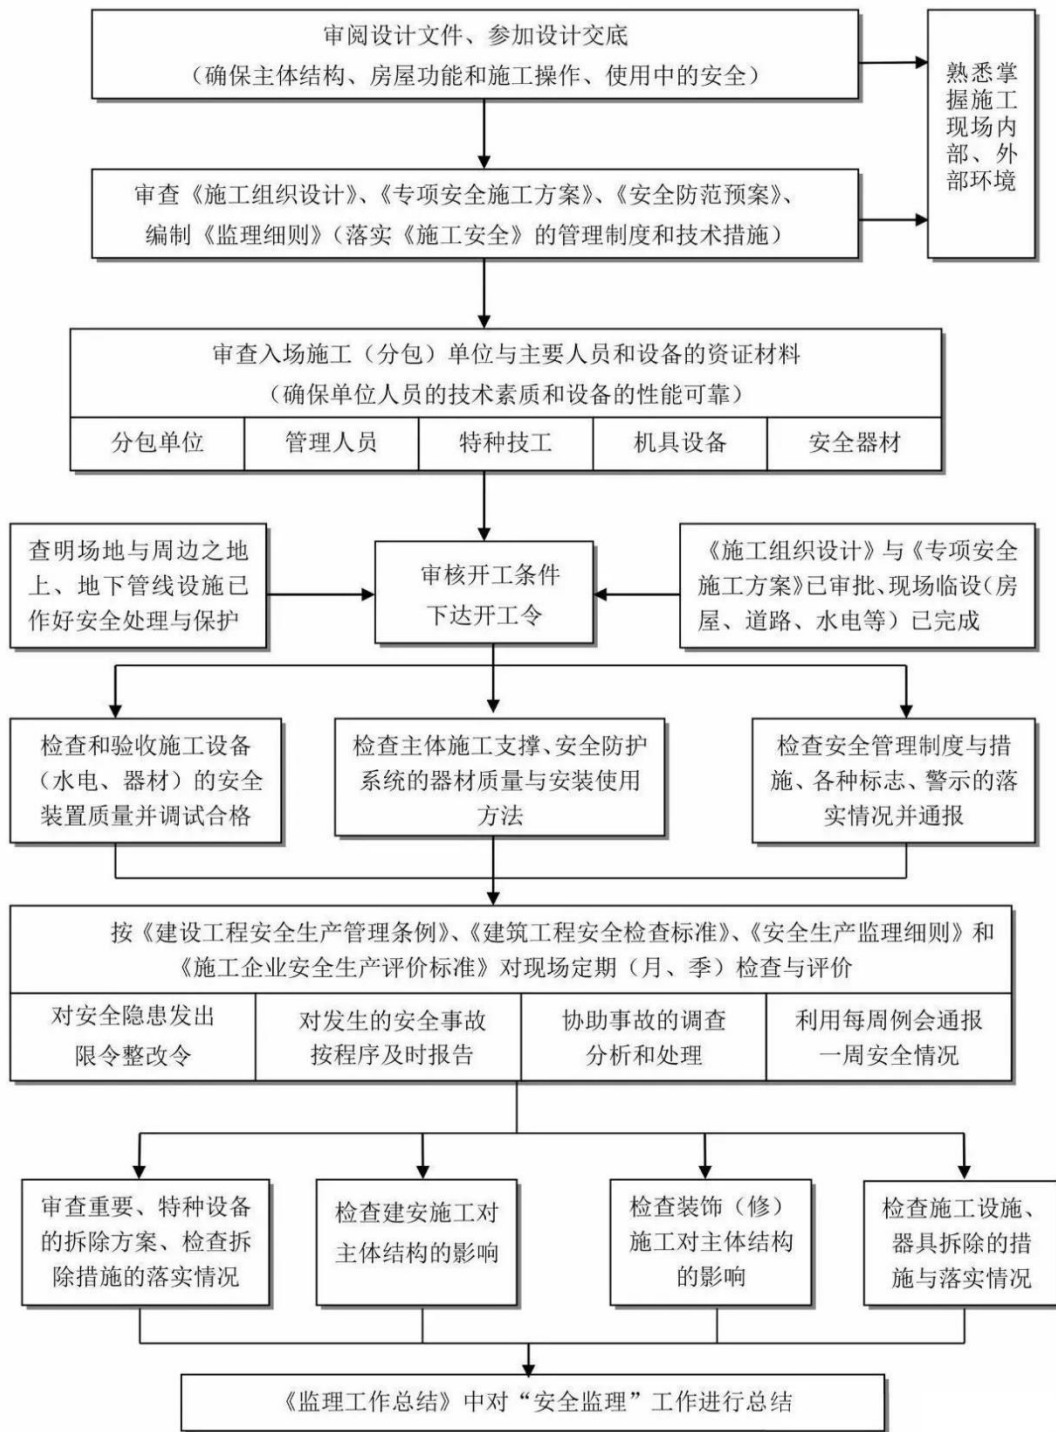 审阅设计文件、参加设计交底
（确保主体结构、房屋功能和施工操作、使用中的安全）
熟悉掌
握施工
现场内
部、外
部环境
审查《施工组织设计》、《专项安全施工方案》、《安全防范预案》、
编制《监理细则》（落实《施工安全》的管理制度和技术措施）
审查入场施工（分包）单位与主要人员和设备的资证材料
（确保单位人员的技术素质和设备的性能可靠）
分包单位
管理人员
特种技工
机具设备
安全器材
查明场地与周边之地
上、地下管线设施已
作好安全处理与保护
审核开工条件
下达开工令
《施工组织设计》与《专项安全
施工方案》已审批、现场临设（房
屋、道路、水电等）已完成
检查和验收施工设备
（水电、器材）的安全
装置质量并调试合格
检查主体施工支撑、安全防护
系统的器材质量与安装使用
方法
检查安全管理制度与措
施、各种标志、警示的落
实情况并通报
按《建设工程安全生产管理条例》、《建筑工程安全检查标准》、《安全生产监理细则》和
《施工企业安全生产评价标准》对现场定期（月、季）检查与评价
对安全隐患发出
限令整改令
对发生的安全事故
按程序及时报告
协助事故的调查
分析和处理
利用每周例会通报
一周安全情况
审查重要、特种设备
的拆除方案、检查拆
除措施的落实情况
检查建安施工对
主体结构的影响
检查装饰（修）
施工对主体结构
的影响
检查施工设施、
器具拆除的措
施与落实情况
《监理工作总结》中对“安全监理”工作进行总结